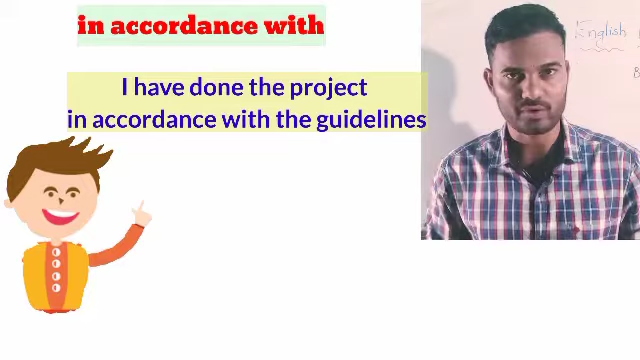 in accordance with
I have done the project
in accordance with the guidelines
English